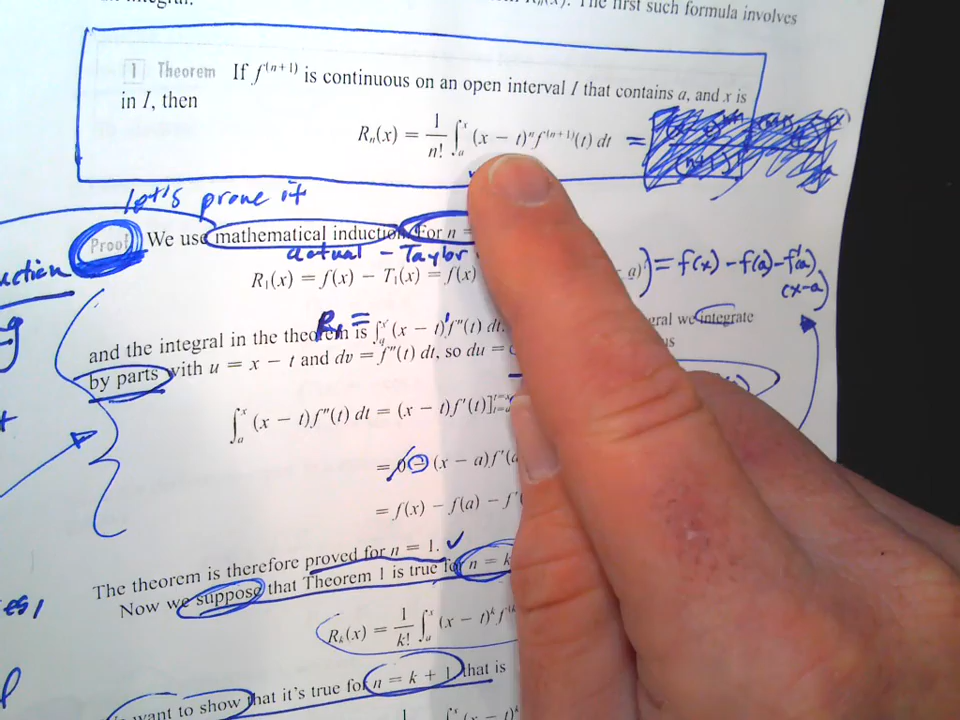 The first such formula involves
1 Theorem If f^(n+1) is continuous on an open interval I that contains a, and x is
in I, then
R_n(x) = 1/n! ∫_a^x (x − t)^n f^(n+1)(t) dt =
let's prove it
Proof We use mathematical induction. For n =
uction
actual − Taylor
R_1(x) = f(x) − T_1(x) = f(x)
a) = f(x) − f(a) − f'(a)
(x−a)
R_1 =
and the integral in the theorem is ∫_a^x (x − t)^1 f″(t) dt. gral we integrate
by parts with u = x − t and dv = f″(t) dt, so du =
∫_a^x (x − t)f″(t) dt = (x − t)f′(t)]_{t=a}^{t=x}
= 0 − (x − a)f′(a
= f(x) − f(a) − f′
The theorem is therefore proved for n = 1. ✓
Now we suppose that Theorem 1 is true for n = k
es,
R_k(x) = 1/k! ∫_a^x (x − t)^k f^(k
want to show that it's true for n = k + 1, that is